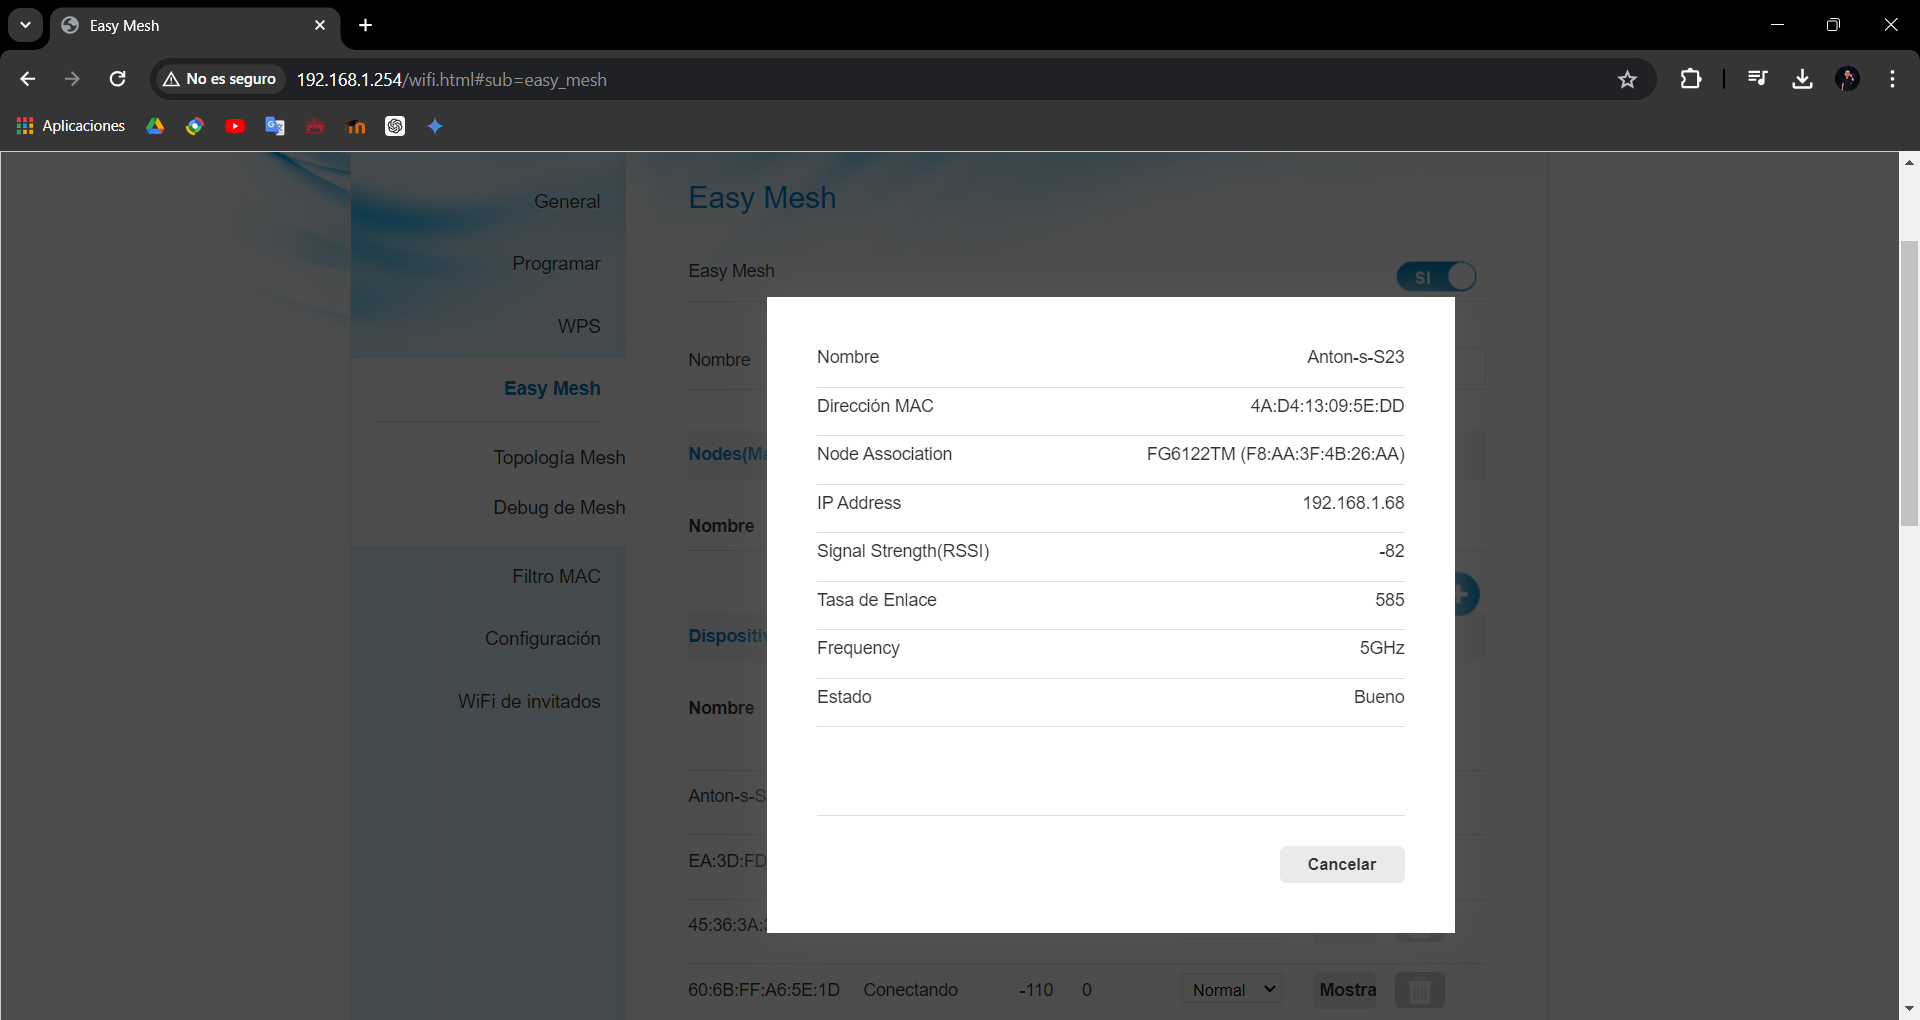 Easy Mesh
No es seguro 192.168.1.254/wifi.html#sub=easy_mesh
Aplicaciones
General
Programar
WPS
Easy Mesh
Topología Mesh
Debug de Mesh
Filtro MAC
Configuración
WiFi de invitados
Easy Mesh
Easy Mesh SI
Nombre
Nodes(Ma
Nombre
Dispositiv
Nombre
Anton-s-S
EA:3D:FD
45:36:3A:
60:6B:FF:A6:5E:1D Conectando -110 0 Normal Mostra
Nombre Anton-s-S23
Dirección MAC 4A:D4:13:09:5E:DD
Node Association FG6122TM (F8:AA:3F:4B:26:AA)
IP Address 192.168.1.68
Signal Strength(RSSI) -82
Tasa de Enlace 585
Frequency 5GHz
Estado Bueno
Cancelar